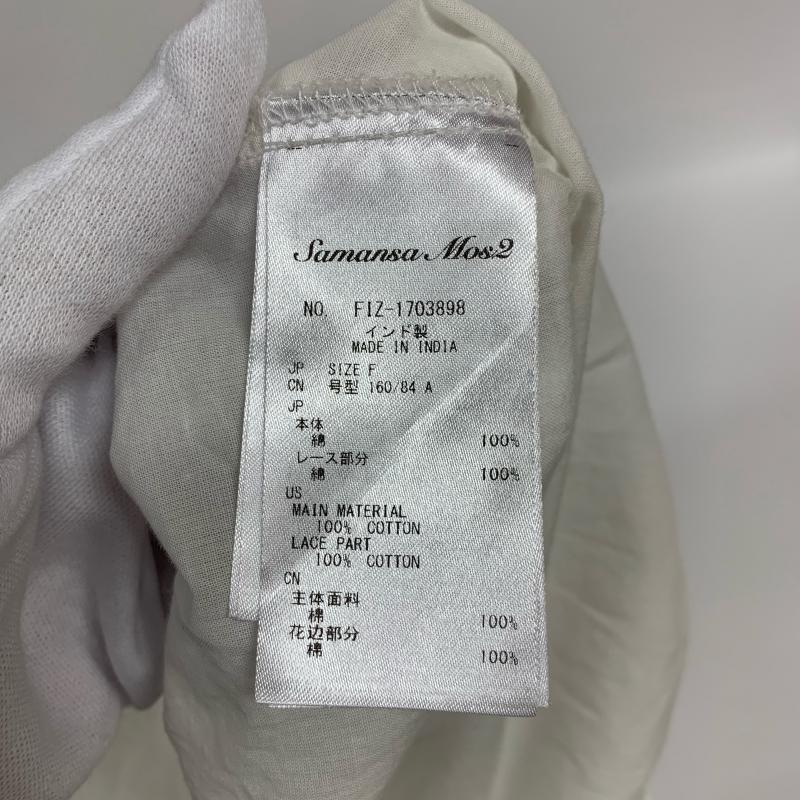 Samansa Mos2
NO. FIZ-1703898
インド製
MADE IN INDIA
JP SIZE F
CN 号型 160/84 A
JP
本体
綿 100%
レース部分
綿 100%
US
MAIN MATERIAL
100% COTTON
LACE PART
100% COTTON
CN
主体面料
棉 100%
花边部分
棉 100%